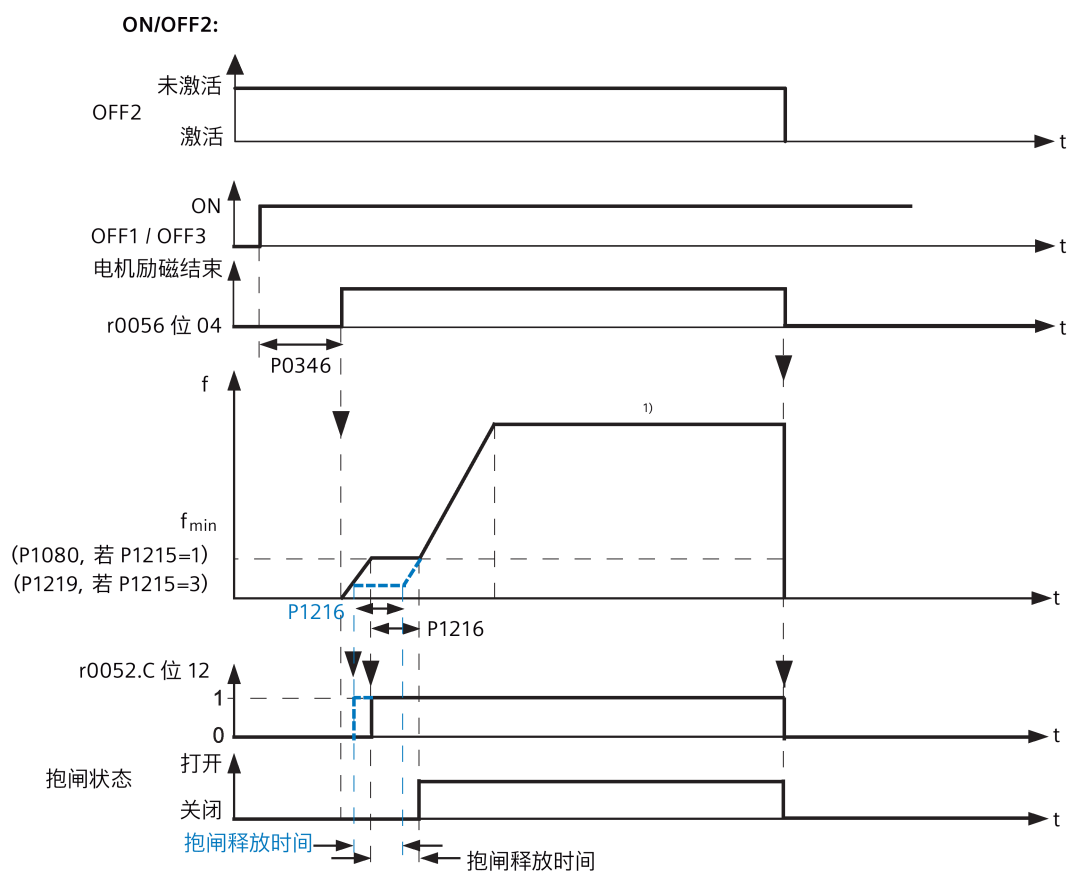 ON/OFF2:
未激活
OFF2
激活
t
ON
OFF1 / OFF3
t
电机励磁结束
r0056 位 04
t
P0346
f
1)
fmin
(P1080, 若 P1215=1)
(P1219, 若 P1215=3)
t
P1216
P1216
r0052.C 位 12
1
0
t
打开
抱闸状态
关闭
t
抱闸释放时间
抱闸释放时间